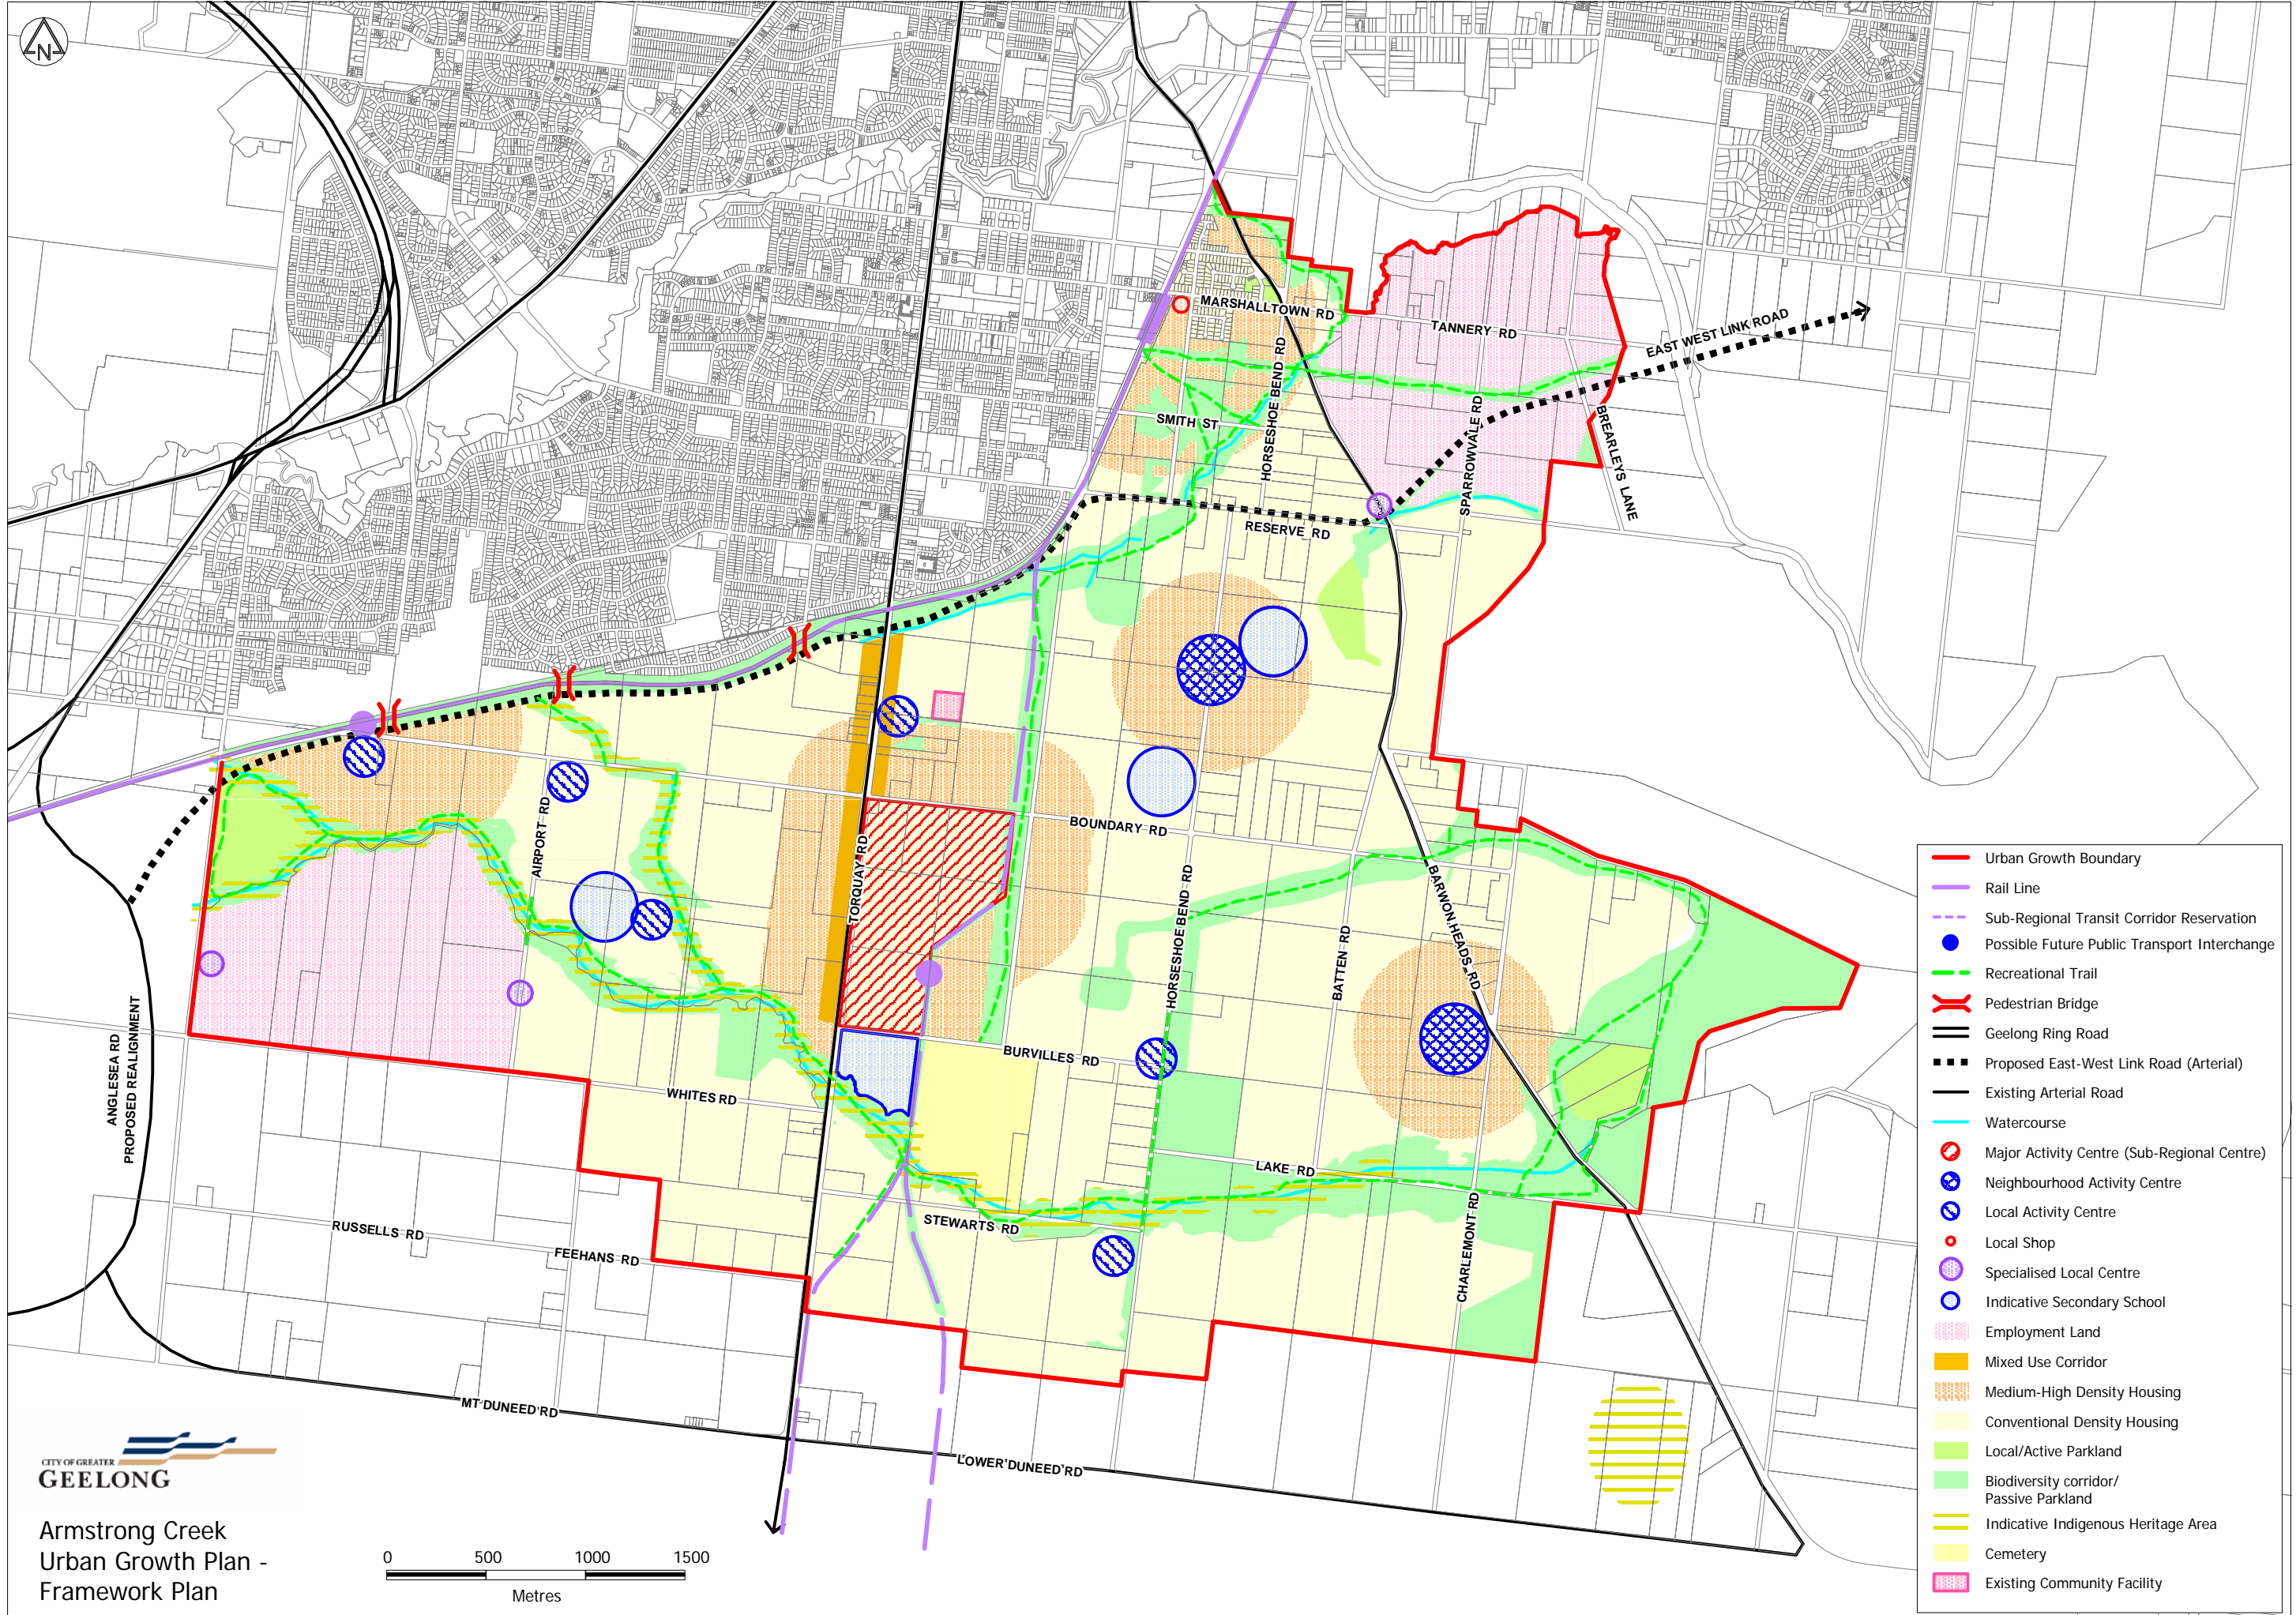 N
MARSHALLTOWN RD
TANNERY RD
EAST WEST LINK ROAD
HORSESHOE BEND RD
SMITH ST
SPARROWVALE RD
BREARLEYS LANE
RESERVE RD
AIRPORT RD
TORQUAY RD
BOUNDARY RD
HORSESHOE BEND RD
BATTEN RD
BARWON HEADS RD
ANGLESEA RD
PROPOSED REALIGNMENT
BURVILLES RD
WHITES RD
LAKE RD
STEWARTS RD
CHARLEMONT RD
RUSSELLS RD
FEEHANS RD
MT DUNEED RD
LOWER DUNEED RD
CITY OF GREATER
GEELONG
Armstrong Creek
Urban Growth Plan -
Framework Plan
0 500 1000 1500
Metres
Urban Growth Boundary
Rail Line
Sub-Regional Transit Corridor Reservation
Possible Future Public Transport Interchange
Recreational Trail
Pedestrian Bridge
Geelong Ring Road
Proposed East-West Link Road (Arterial)
Existing Arterial Road
Watercourse
Major Activity Centre (Sub-Regional Centre)
Neighbourhood Activity Centre
Local Activity Centre
Local Shop
Specialised Local Centre
Indicative Secondary School
Employment Land
Mixed Use Corridor
Medium-High Density Housing
Conventional Density Housing
Local/Active Parkland
Biodiversity corridor/
Passive Parkland
Indicative Indigenous Heritage Area
Cemetery
Existing Community Facility